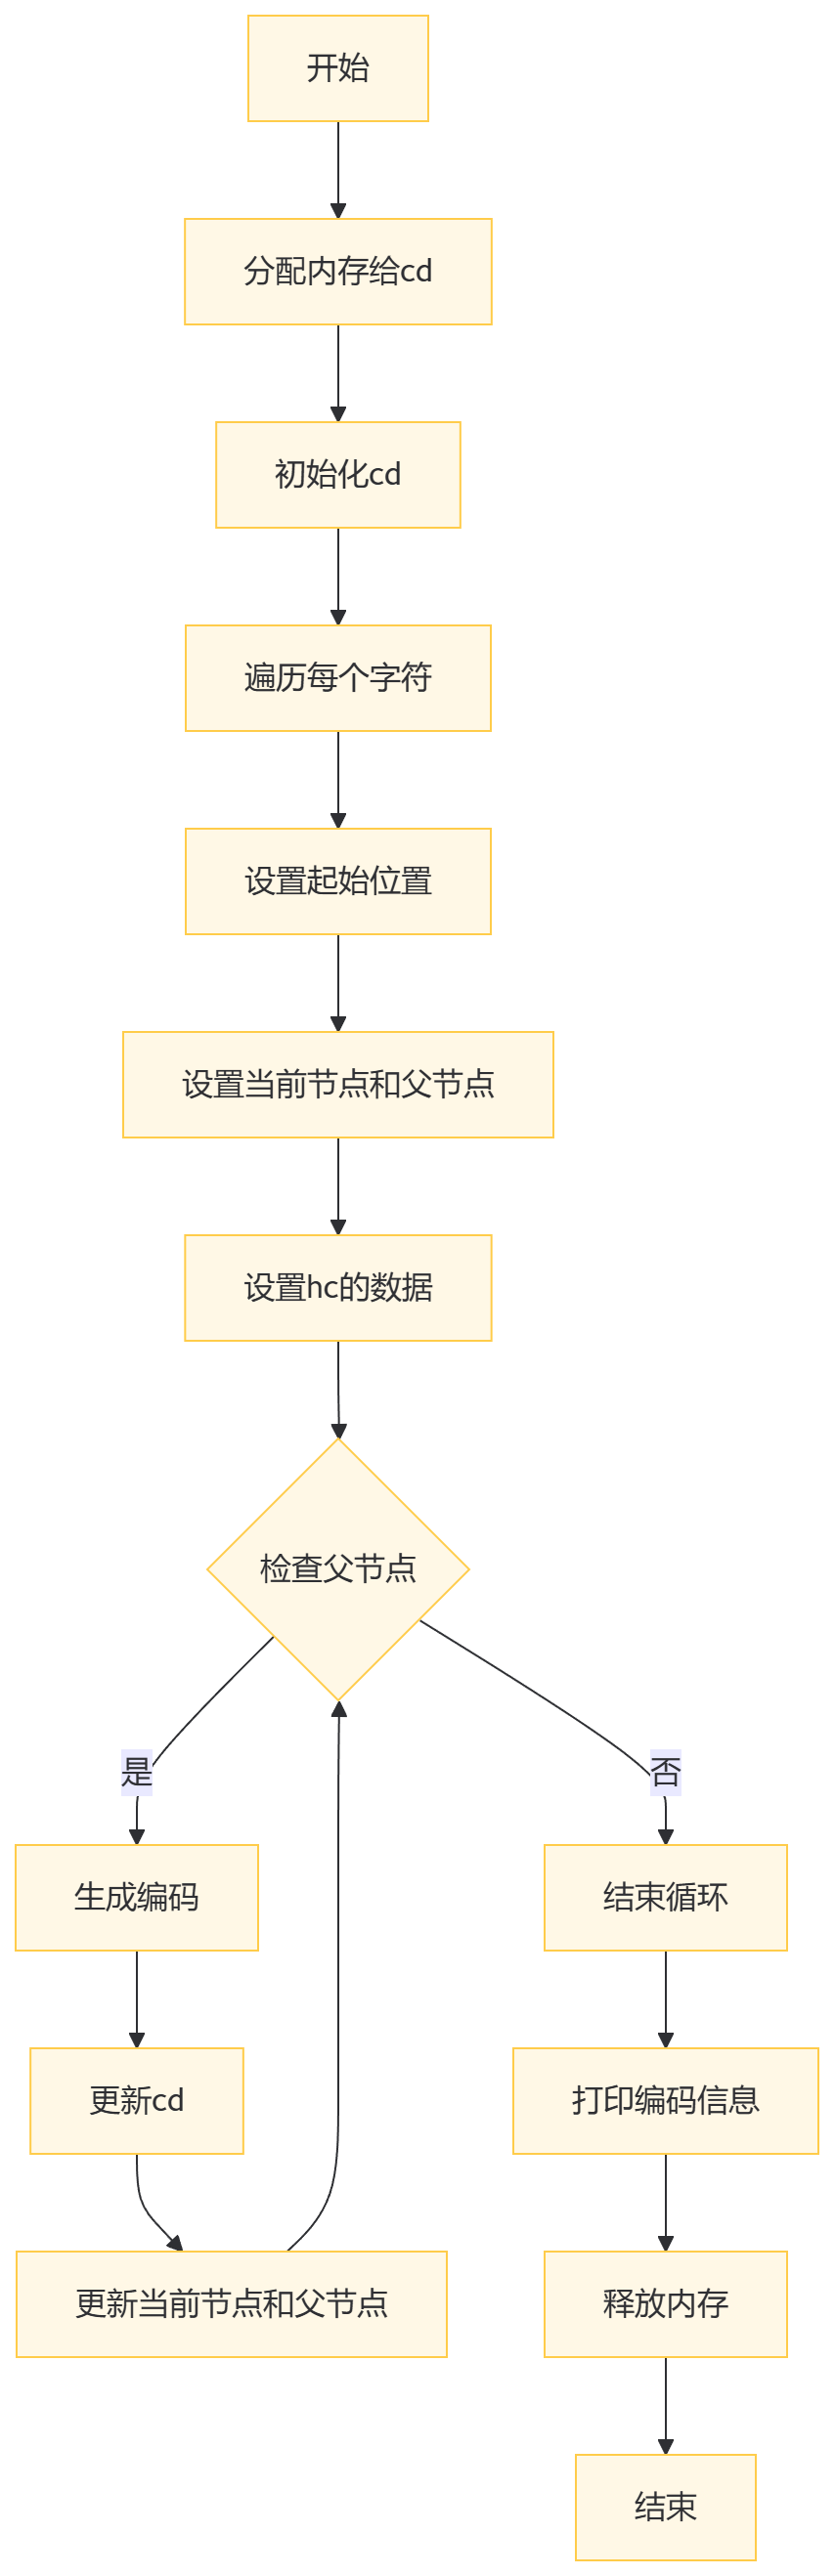 开始
分配内存给cd
初始化cd
遍历每个字符
设置起始位置
设置当前节点和父节点
设置hc的数据
检查父节点
是
否
生成编码
结束循环
更新cd
打印编码信息
更新当前节点和父节点
释放内存
结束